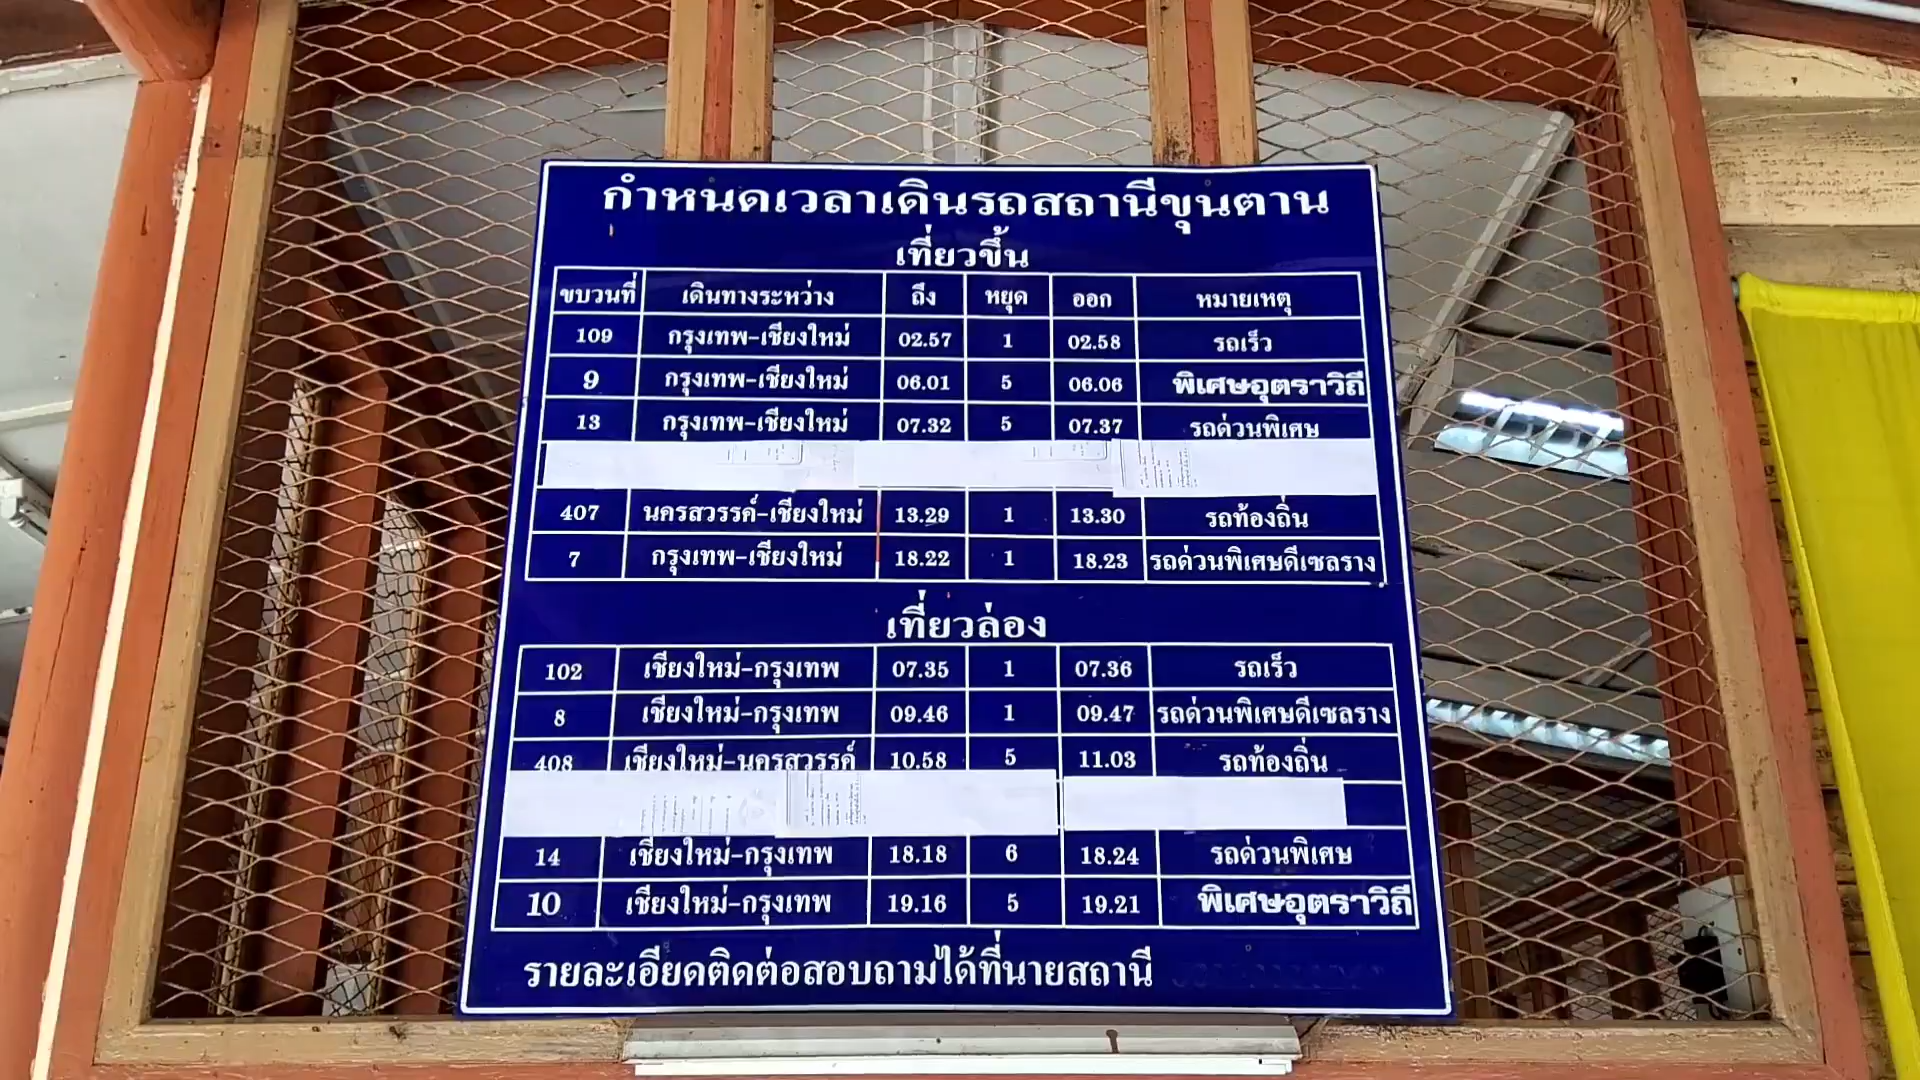 กำหนดเวลาเดินรถสถานีขุนตาน
เที่ยวขึ้น
ขบวนที่ เดินทางระหว่าง ถึง หยุด ออก หมายเหตุ
109 กรุงเทพ-เชียงใหม่ 02.57 1 02.58 รถเร็ว
9 กรุงเทพ-เชียงใหม่ 06.01 5 06.06 พิเศษอุตราวิถี
13 กรุงเทพ-เชียงใหม่ 07.32 5 07.37 รถด่วนพิเศษ
407 นครสวรรค์-เชียงใหม่ 13.29 1 13.30 รถท้องถิ่น
7 กรุงเทพ-เชียงใหม่ 18.22 1 18.23 รถด่วนพิเศษดีเซลราง
เที่ยวล่อง
102 เชียงใหม่-กรุงเทพ 07.35 1 07.36 รถเร็ว
8 เชียงใหม่-กรุงเทพ 09.46 1 09.47 รถด่วนพิเศษดีเซลราง
408 เชียงใหม่-นครสวรรค์ 10.58 5 11.03 รถท้องถิ่น
14 เชียงใหม่-กรุงเทพ 18.18 6 18.24 รถด่วนพิเศษ
10 เชียงใหม่-กรุงเทพ 19.16 5 19.21 พิเศษอุตราวิถี
รายละเอียดติดต่อสอบถามได้ที่นายสถานี